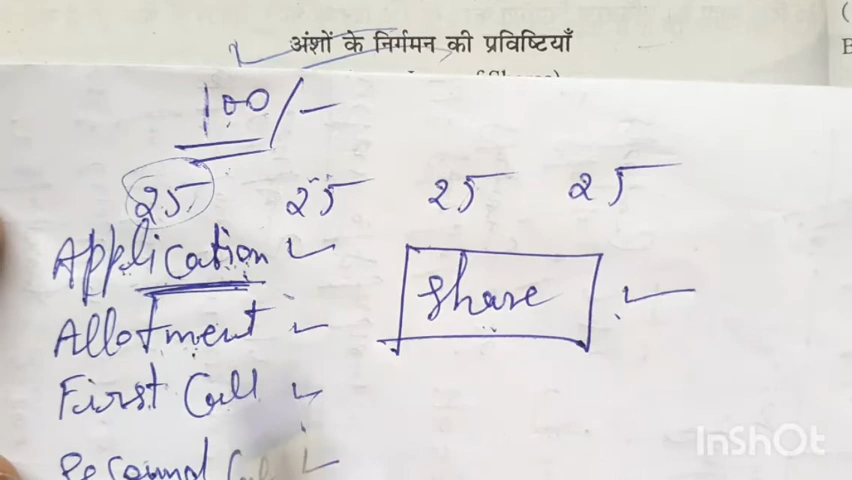 अंशों के निर्गमन की प्रविष्टियाँ
100/-
25 25 25 25
Application
Share
Allotment
First Call
InShOt